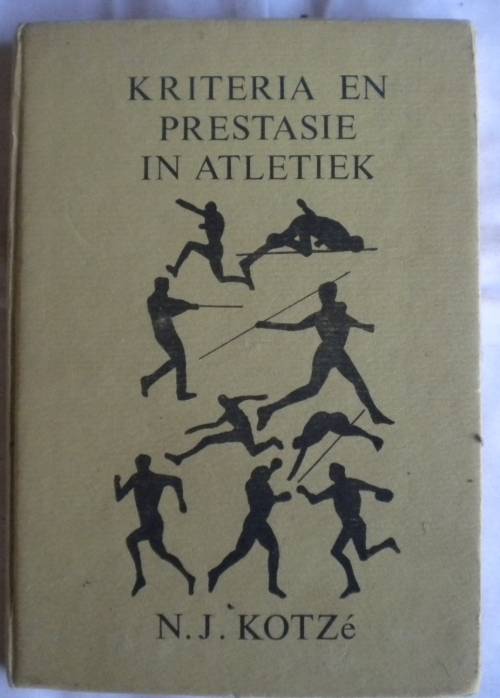 KRITERIA EN
PRESTASIE
IN ATLETIEK
N. J. KOTZé